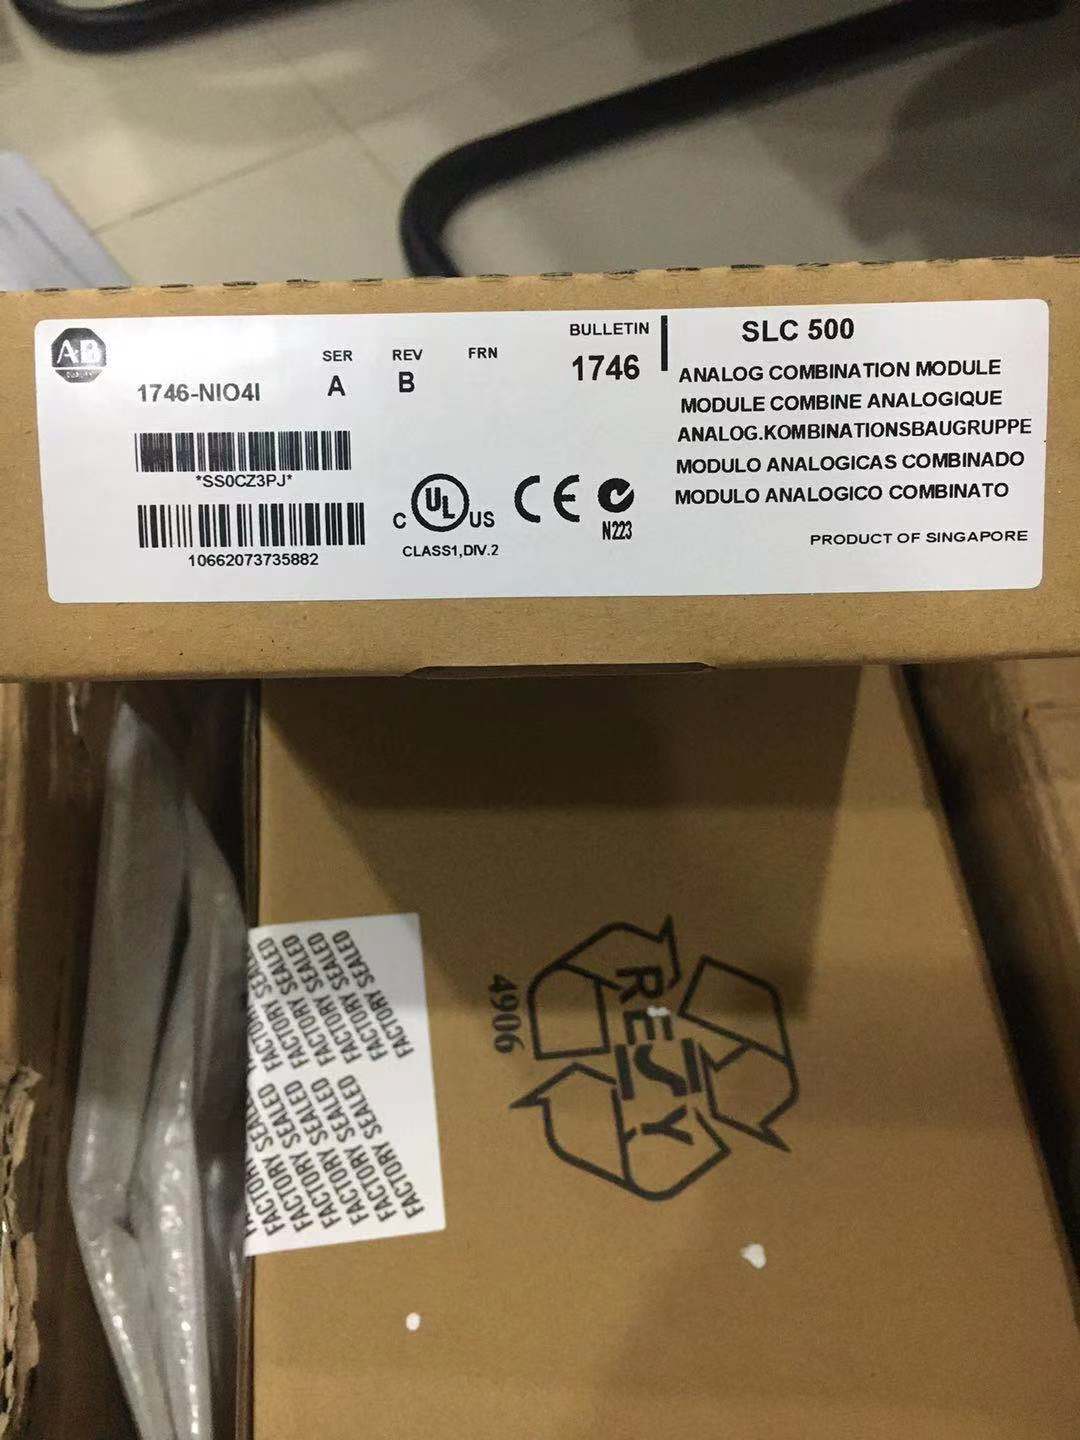 AB
QUALITY
1746-NIO4I
SER
A
REV
B
FRN
BULLETIN
1746
SLC 500
ANALOG COMBINATION MODULE
MODULE COMBINE ANALOGIQUE
ANALOG.KOMBINATIONSBAUGRUPPE
MODULO ANALOGICAS COMBINADO
MODULO ANALOGICO COMBINATO
PRODUCT OF SINGAPORE
*SS0CZ3PJ*
10662073735882
C UL US
CLASS1,DIV.2
CE
N223
FACTORY SEALED FACTORY SEALED
FACTORY SEALED FACTORY SEALED
FACTORY SEALED FACTORY SEALED
FACTORY SEALED FACTORY SEALED
FACTORY SEALED FACTORY SEALED
FACTORY SEALED
RESY
4906